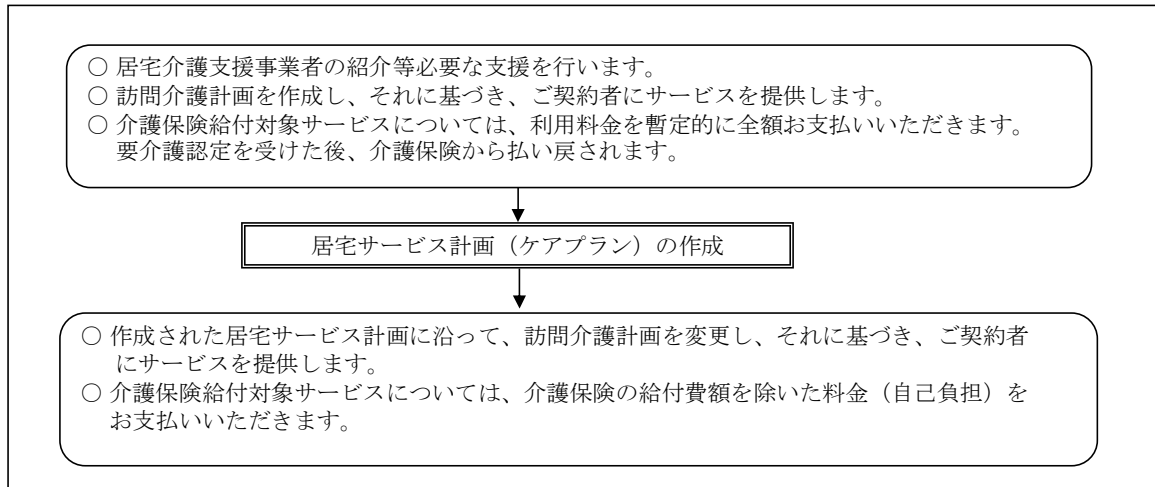 ○ 居宅介護支援事業者の紹介等必要な支援を行います。
○ 訪問介護計画を作成し、それに基づき、ご契約者にサービスを提供します。
○ 介護保険給付対象サービスについては、利用料金を暫定的に全額お支払いいただきます。
要介護認定を受けた後、介護保険から払い戻されます。
居宅サービス計画（ケアプラン）の作成
○ 作成された居宅サービス計画に沿って、訪問介護計画を変更し、それに基づき、ご契約者
にサービスを提供します。
○ 介護保険給付対象サービスについては、介護保険の給付費額を除いた料金（自己負担）を
お支払いいただきます。